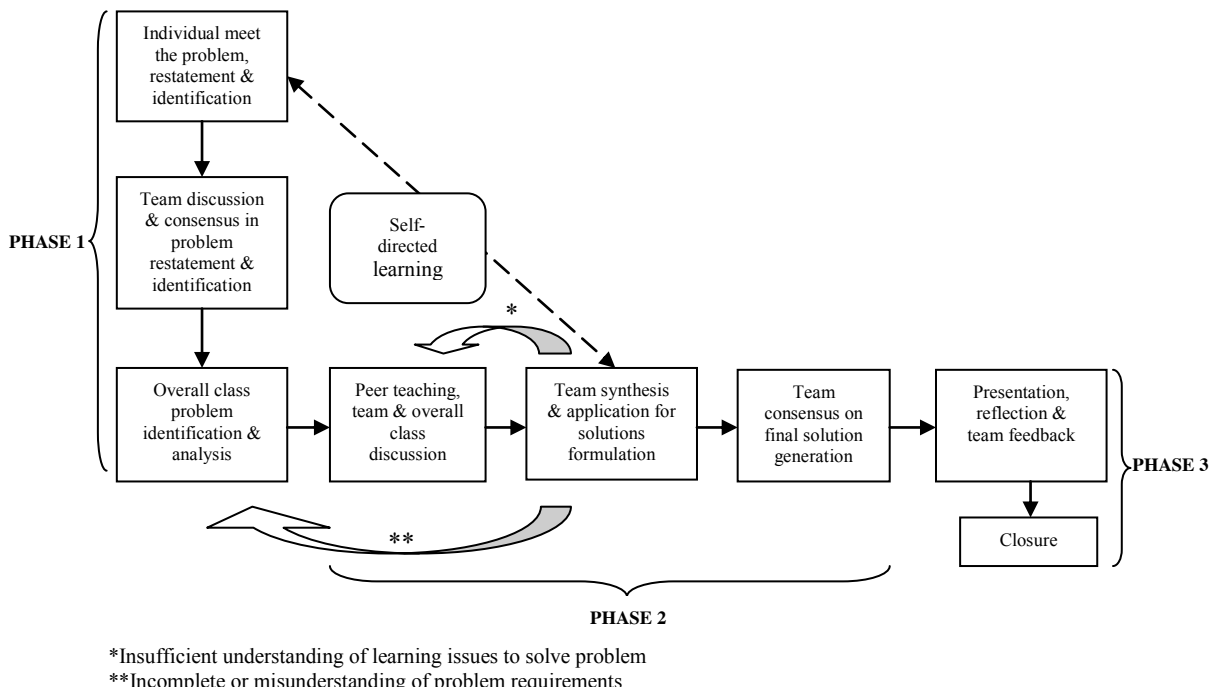 Individual meet
the problem,
restatement &
identification
Team discussion
& consensus in
problem
restatement &
identification
PHASE 1
Self-
directed
learning
*
Overall class
problem
identification &
analysis
Peer teaching,
team & overall
class
discussion
Team synthesis
& application for
solutions
formulation
Team
consensus on
final solution
generation
Presentation,
reflection &
team feedback
PHASE 3
Closure
**
PHASE 2
*Insufficient understanding of learning issues to solve problem
**Incomplete or misunderstanding of problem requirements